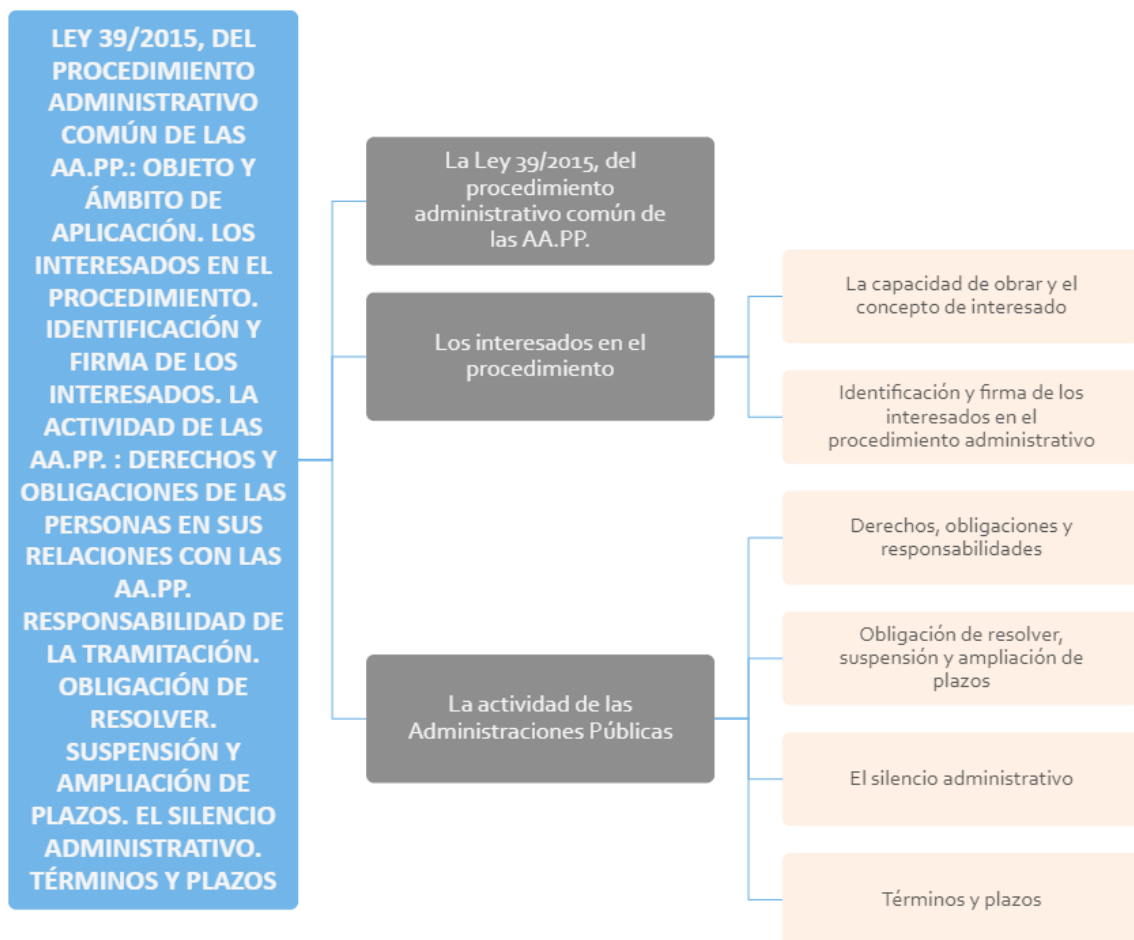 LEY 39/2015, DEL
PROCEDIMIENTO
ADMINISTRATIVO
COMÚN DE LAS
AA.PP.: OBJETO Y
ÁMBITO DE
APLICACIÓN. LOS
INTERESADOS EN EL
PROCEDIMIENTO.
IDENTIFICACIÓN Y
FIRMA DE LOS
INTERESADOS. LA
ACTIVIDAD DE LAS
AA.PP. : DERECHOS Y
OBLIGACIONES DE LAS
PERSONAS EN SUS
RELACIONES CON LAS
AA.PP.
RESPONSABILIDAD DE
LA TRAMITACIÓN.
OBLIGACIÓN DE
RESOLVER.
SUSPENSIÓN Y
AMPLIACIÓN DE
PLAZOS. EL SILENCIO
ADMINISTRATIVO.
TÉRMINOS Y PLAZOS
La Ley 39/2015, del
procedimiento
administrativo común de
las AA.PP.
Los interesados en el
procedimiento
La capacidad de obrar y el
concepto de interesado
Identificación y firma de los
interesados en el
procedimiento administrativo
La actividad de las
Administraciones Públicas
Derechos, obligaciones y
responsabilidades
Obligación de resolver,
suspensión y ampliación de
plazos
El silencio administrativo
Términos y plazos